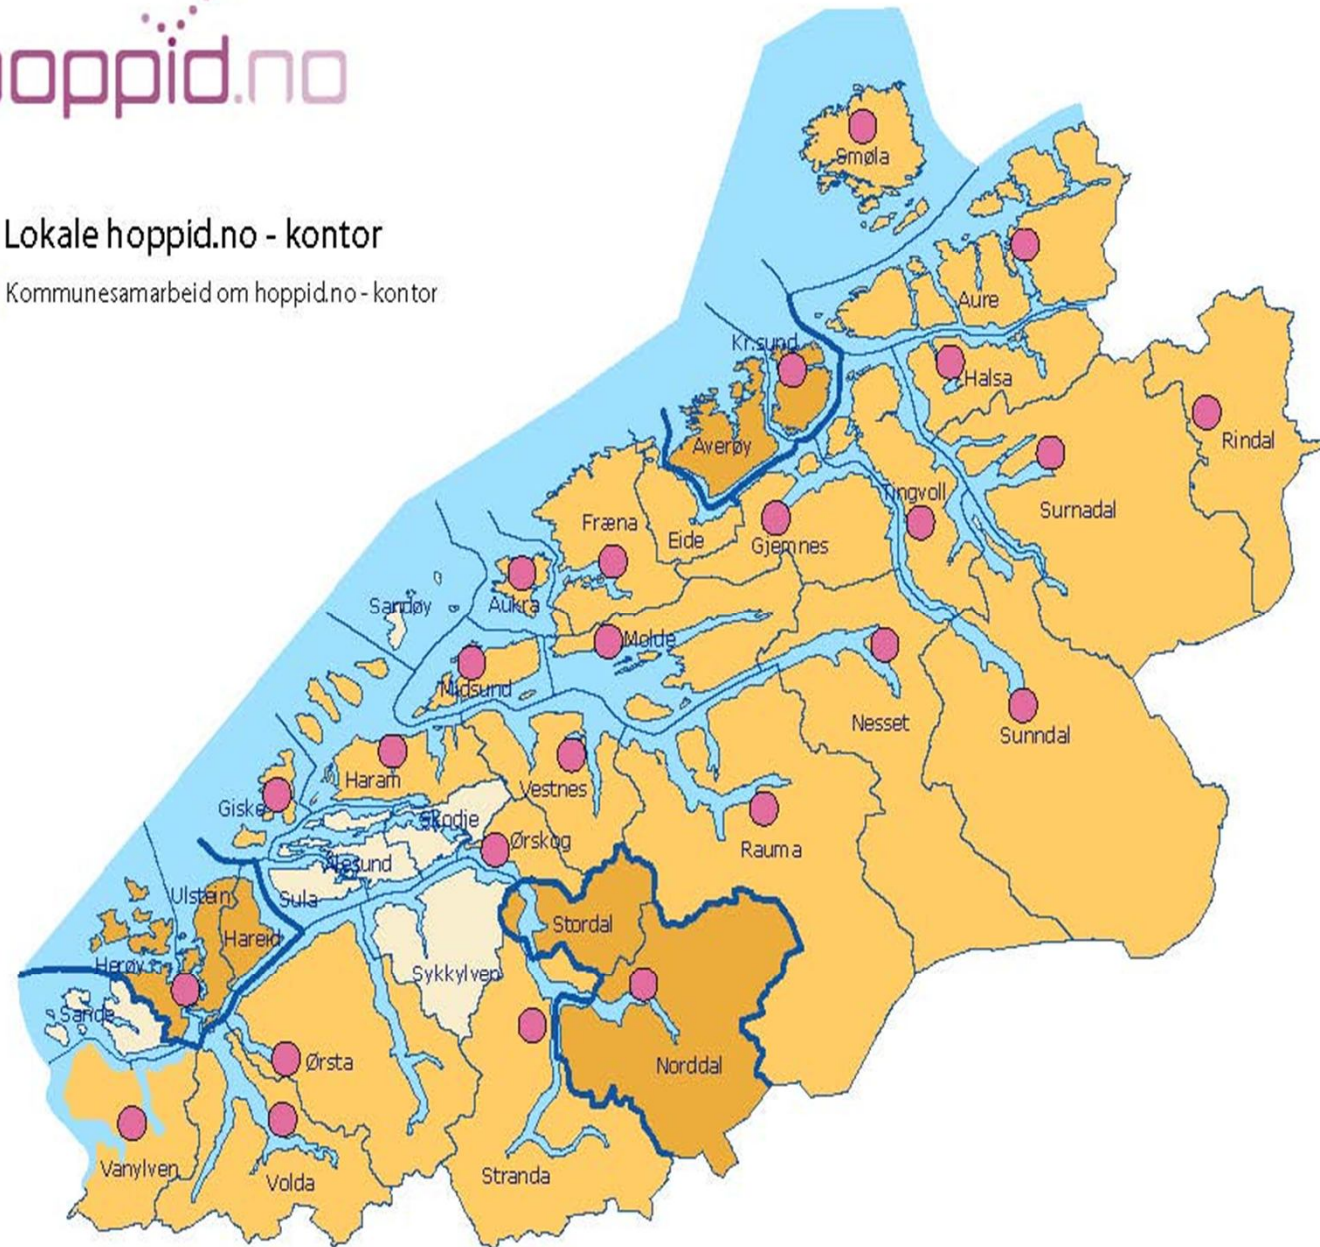 hoppid.no
Lokale hoppid.no - kontor
Kommunesamarbeid om hoppid.no - kontor
Smøla
Aure
Kr.sund
Halsa
Rindal
Averøy
Tingvoll
Surnadal
Fræna
Eide
Gjemnes
Sandøy
Aukra
Molde
Midsund
Nesset
Sunndal
Haram
Vestnes
Giske
Skodje
Ørskog
Rauma
Ålesund
Ulstein
Sula
Stordal
Hareid
Herøy
Sykkylven
Sande
Ørsta
Norddal
Vanylven
Volda
Stranda